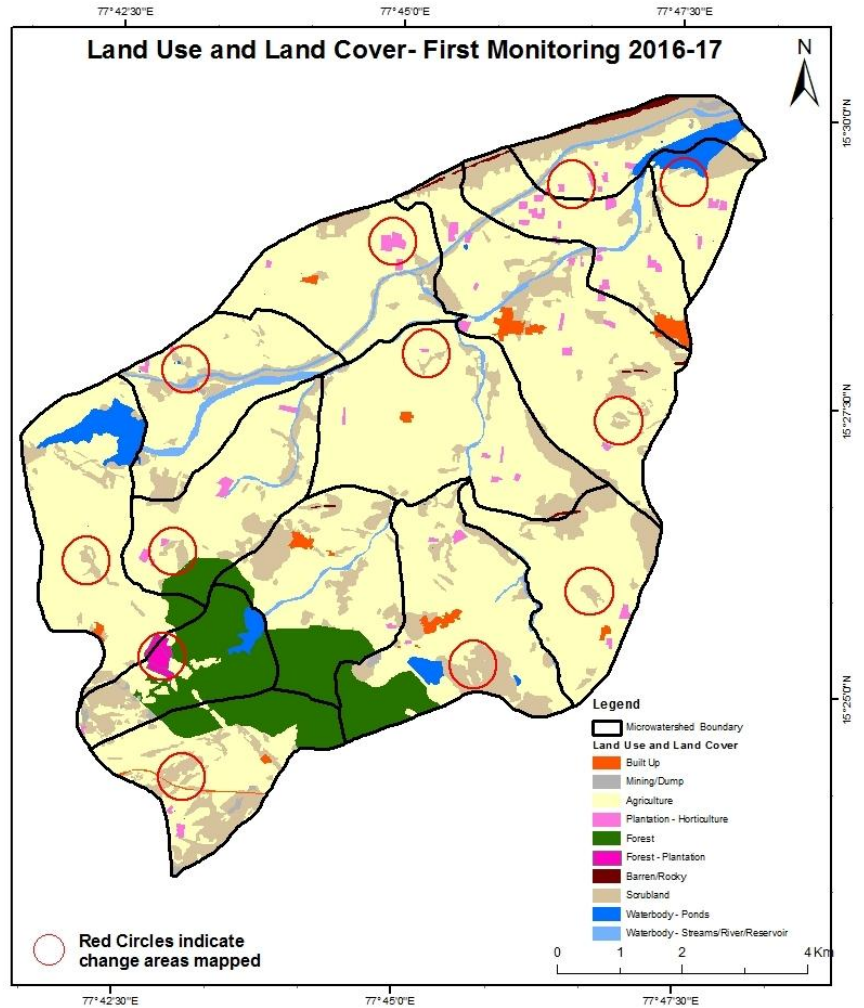 77°42'30"E
77°45'0"E
77°47'30"E
Land Use and Land Cover- First Monitoring 2016-17
N
15°30'0"N
15°27'30"N
15°25'0"N
Legend
Microwatershed Boundary
Land Use and Land Cover
Built Up
Mining/Dump
Agriculture
Plantation - Horticulture
Forest
Forest - Plantation
Barren/Rocky
Scrubland
Waterbody - Ponds
Waterbody - Streams/River/Reservoir
Red Circles indicate
change areas mapped
0 1 2 4 Km
77°42'30"E
77°45'0"E
77°47'30"E